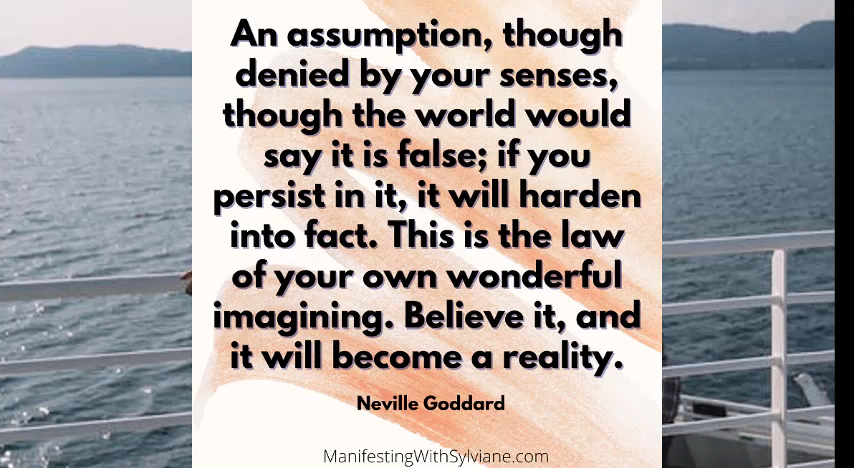 An assumption, though
denied by your senses,
though the world would
say it is false; if you
persist in it, it will harden
into fact. This is the law
of your own wonderful
imagining. Believe it, and
it will become a reality.
Neville Goddard
ManifestingWithSylviane.com